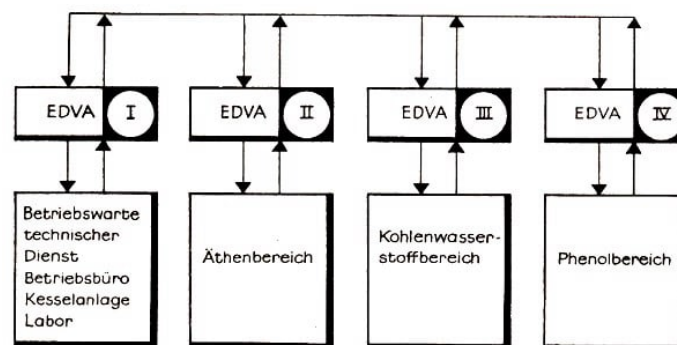 EDVA I
EDVA II
EDVA III
EDVA IV
Betriebswarte
technischer
Dienst
Betriebsbüro
Kesselanlage
Labor
Äthenbereich
Kohlenwasser-
stoffbereich
Phenolbereich